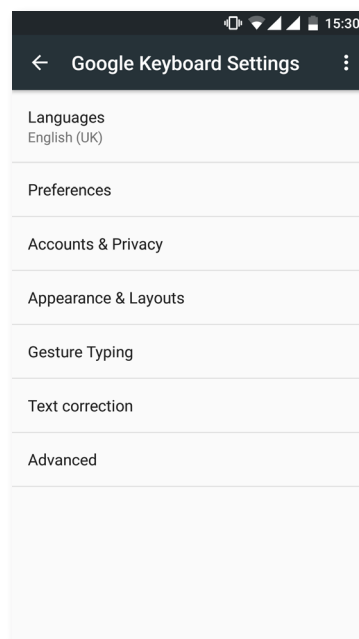 15:30
Google Keyboard Settings
Languages
English (UK)
Preferences
Accounts & Privacy
Appearance & Layouts
Gesture Typing
Text correction
Advanced